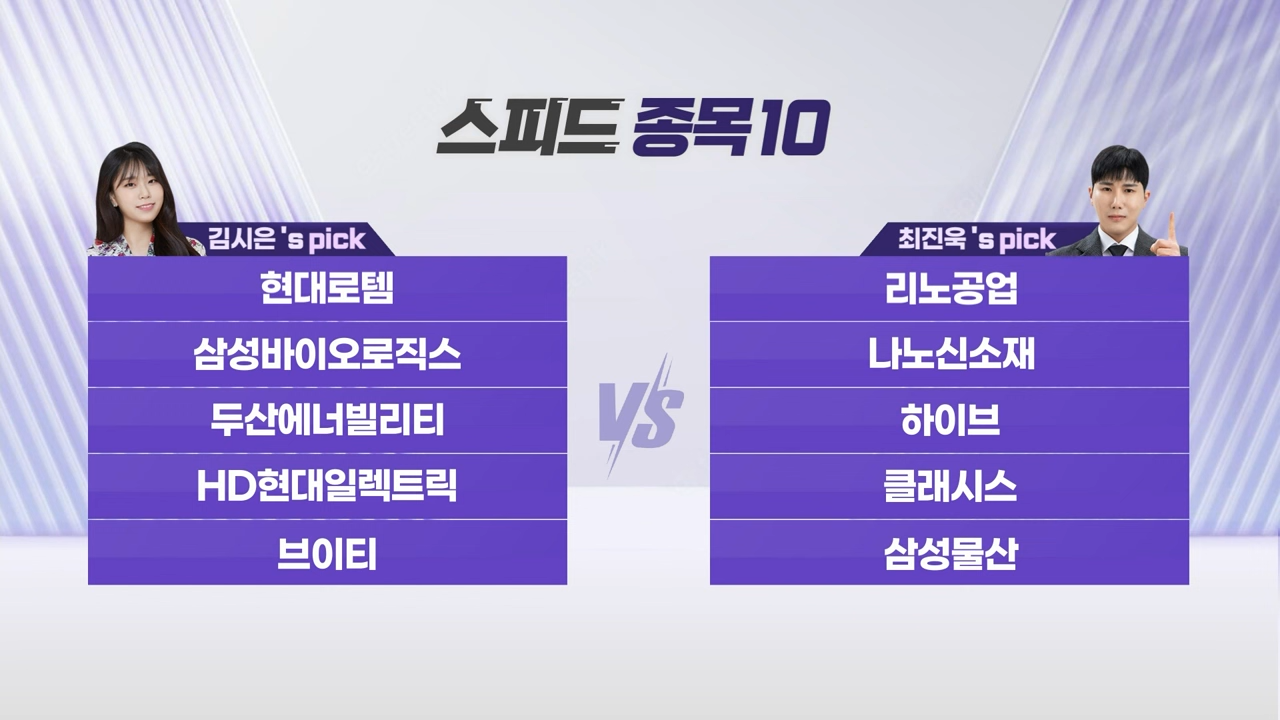 스피드 종목10
김시은 's pick
현대로템
삼성바이오로직스
두산에너빌리티
HD현대일렉트릭
브이티
VS
최진욱 's pick
리노공업
나노신소재
하이브
클래시스
삼성물산